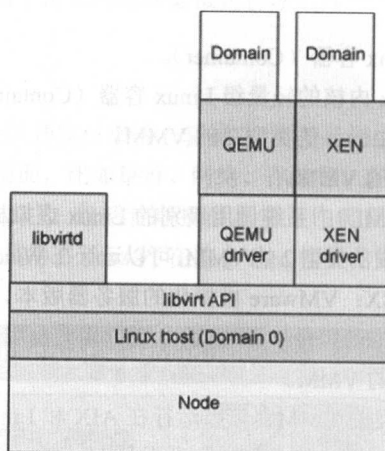 Domain
Domain
QEMU
XEN
libvirtd
QEMU
driver
XEN
driver
libvirt API
Linux host (Domain 0)
Node